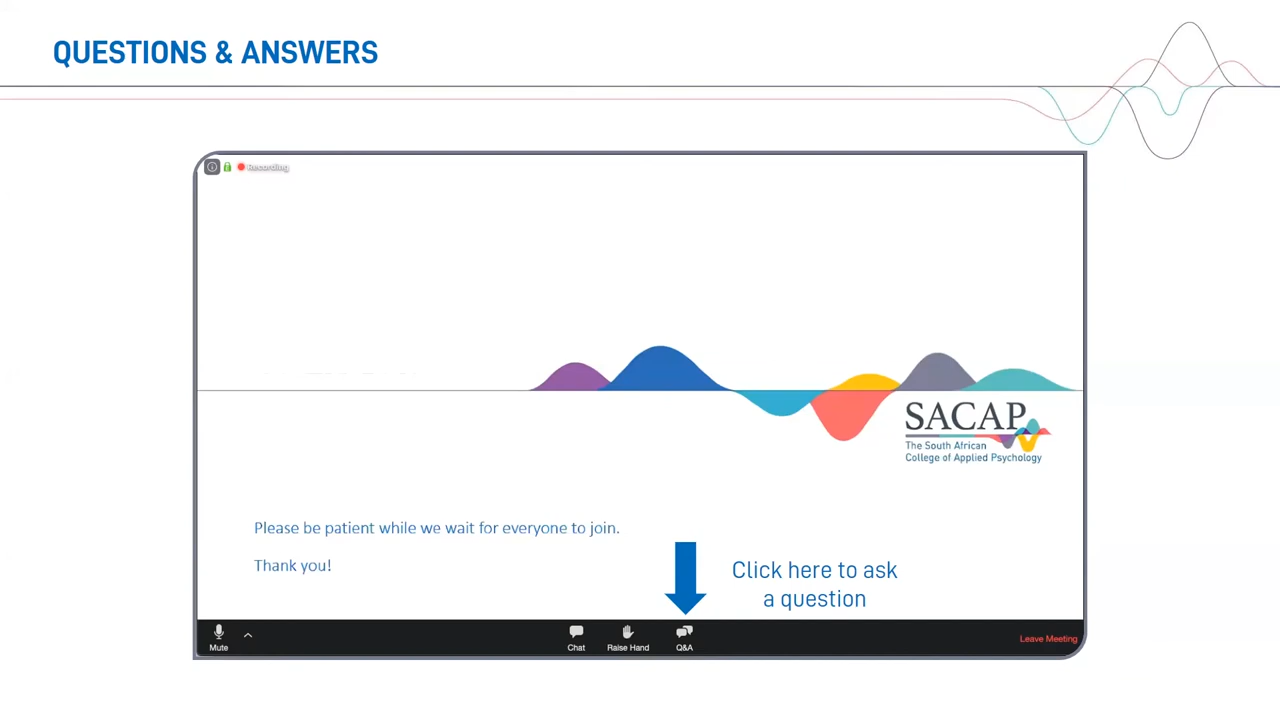 QUESTIONS & ANSWERS
Recording
SACAP
The South African
College of Applied Psychology
Please be patient while we wait for everyone to join.
Thank you!
Click here to ask
a question
Mute
Chat
Raise Hand
Q&A
Leave Meeting